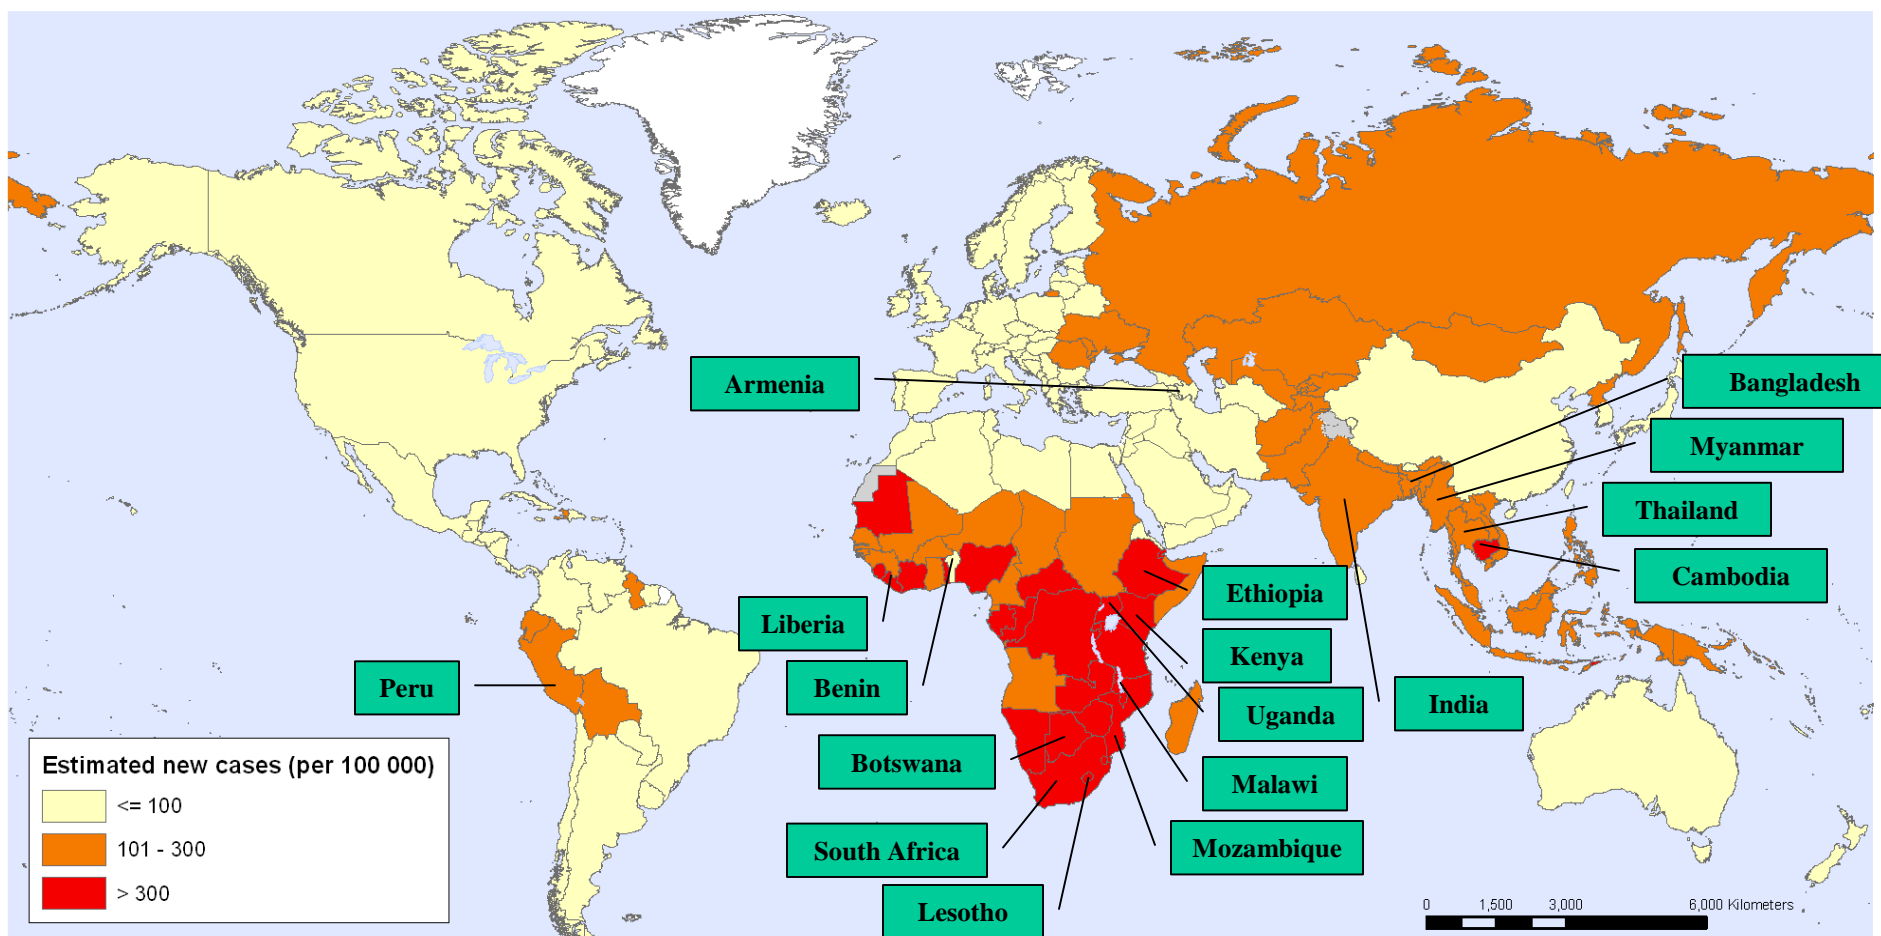 Armenia
Bangladesh
Myanmar
Thailand
Cambodia
Ethiopia
Liberia
Kenya
Peru
Benin
Uganda
India
Botswana
Malawi
South Africa
Mozambique
Lesotho
Estimated new cases (per 100 000)
<= 100
101 - 300
> 300
0 1,500 3,000 6,000 Kilometers